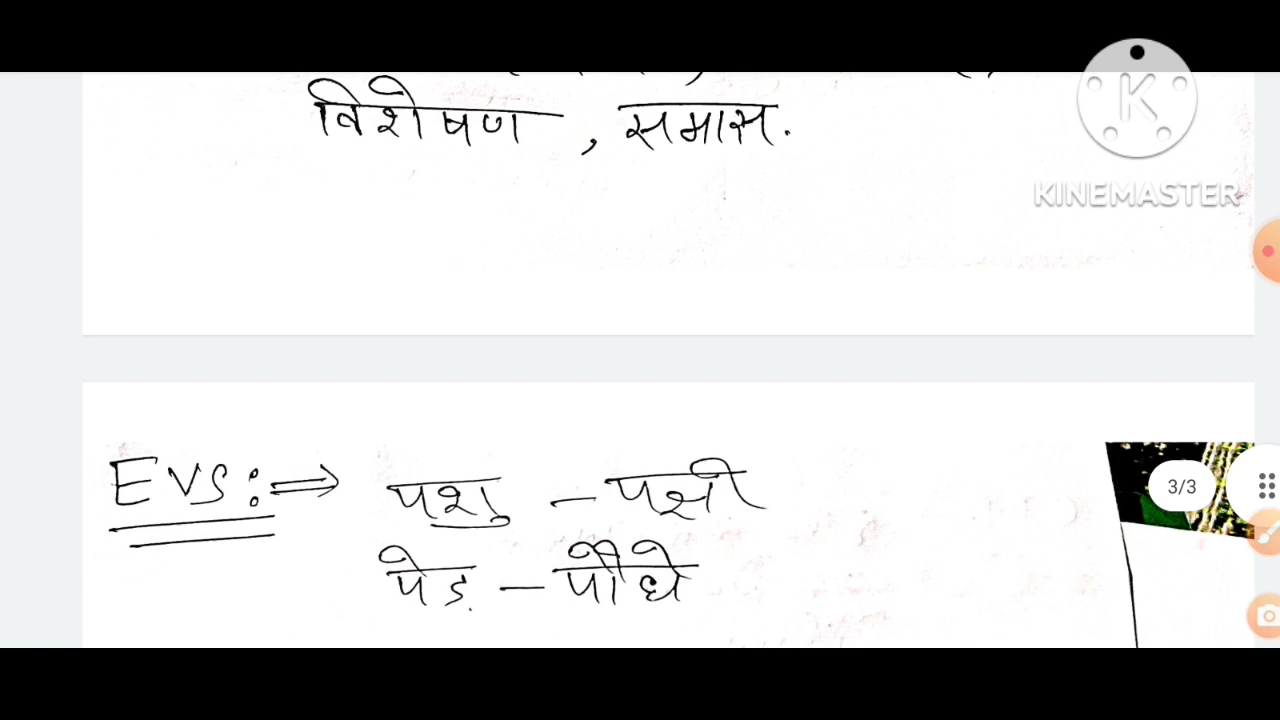 विशेषण , समास.
K
KINEMASTER
EVS:⇒ पशु – पक्षी
3/3
पेड़ – पौधे